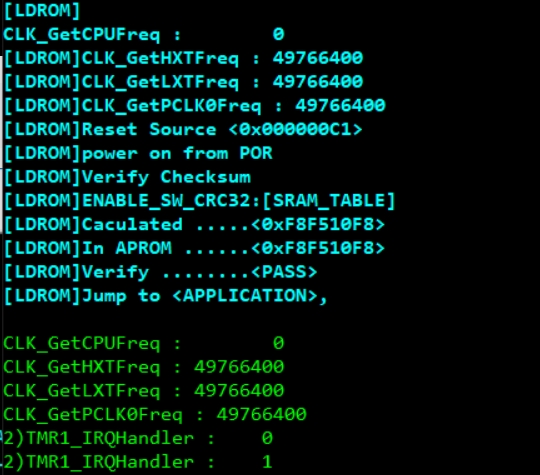 [LDROM]
CLK_GetCPUFreq :        0
[LDROM]CLK_GetHXTFreq : 49766400
[LDROM]CLK_GetLXTFreq : 49766400
[LDROM]CLK_GetPCLK0Freq : 49766400
[LDROM]Reset Source <0x000000C1>
[LDROM]power on from POR
[LDROM]Verify Checksum
[LDROM]ENABLE_SW_CRC32:[SRAM_TABLE]
[LDROM]Caculated .....<0xF8F510F8>
[LDROM]In APROM ......<0xF8F510F8>
[LDROM]Verify ........<PASS>
[LDROM]Jump to <APPLICATION>,
CLK_GetCPUFreq :        0
CLK_GetHXTFreq : 49766400
CLK_GetLXTFreq : 49766400
CLK_GetPCLK0Freq : 49766400
2)TMR1_IRQHandler :    0
2)TMR1_IRQHandler :    1